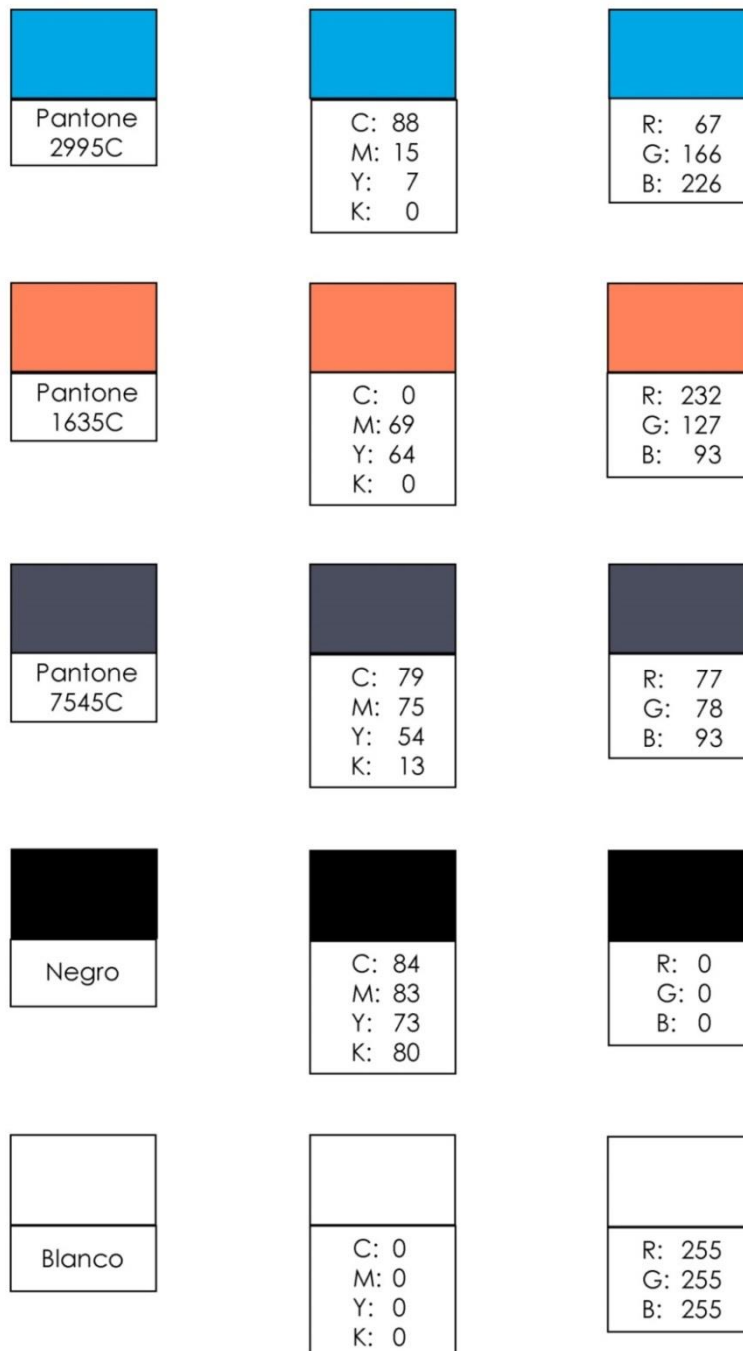 Pantone
2995C
C: 88
M: 15
Y: 7
K: 0
R: 67
G: 166
B: 226
Pantone
1635C
C: 0
M: 69
Y: 64
K: 0
R: 232
G: 127
B: 93
Pantone
7545C
C: 79
M: 75
Y: 54
K: 13
R: 77
G: 78
B: 93
Negro
C: 84
M: 83
Y: 73
K: 80
R: 0
G: 0
B: 0
Blanco
C: 0
M: 0
Y: 0
K: 0
R: 255
G: 255
B: 255